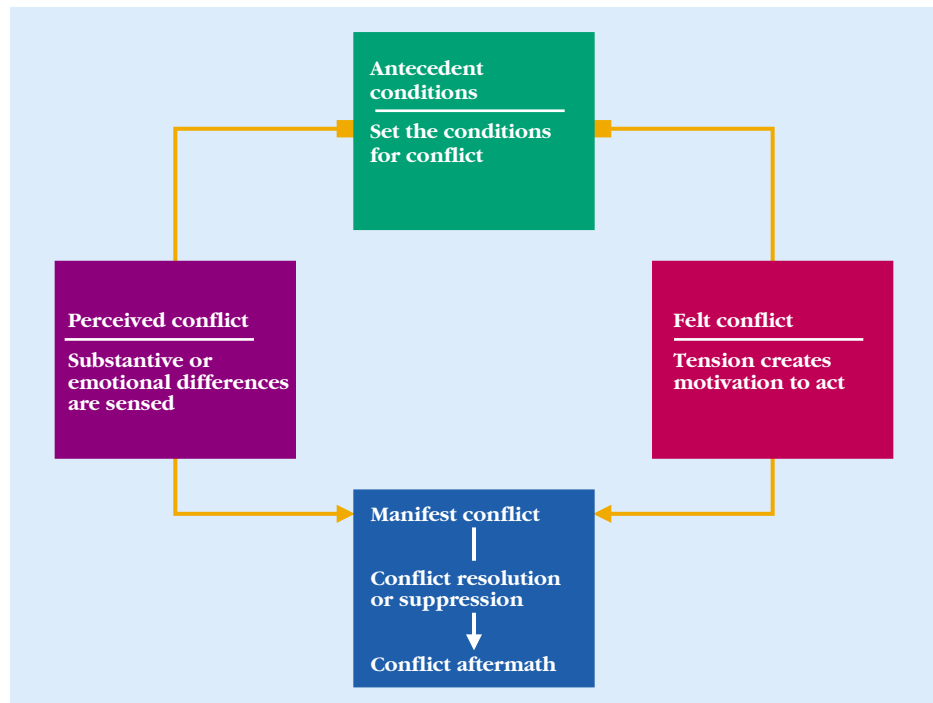 Antecedent
conditions
Set the conditions
for conflict
Perceived conflict
Substantive or
emotional differences
are sensed
Felt conflict
Tension creates
motivation to act
Manifest conflict
Conflict resolution
or suppression
Conflict aftermath